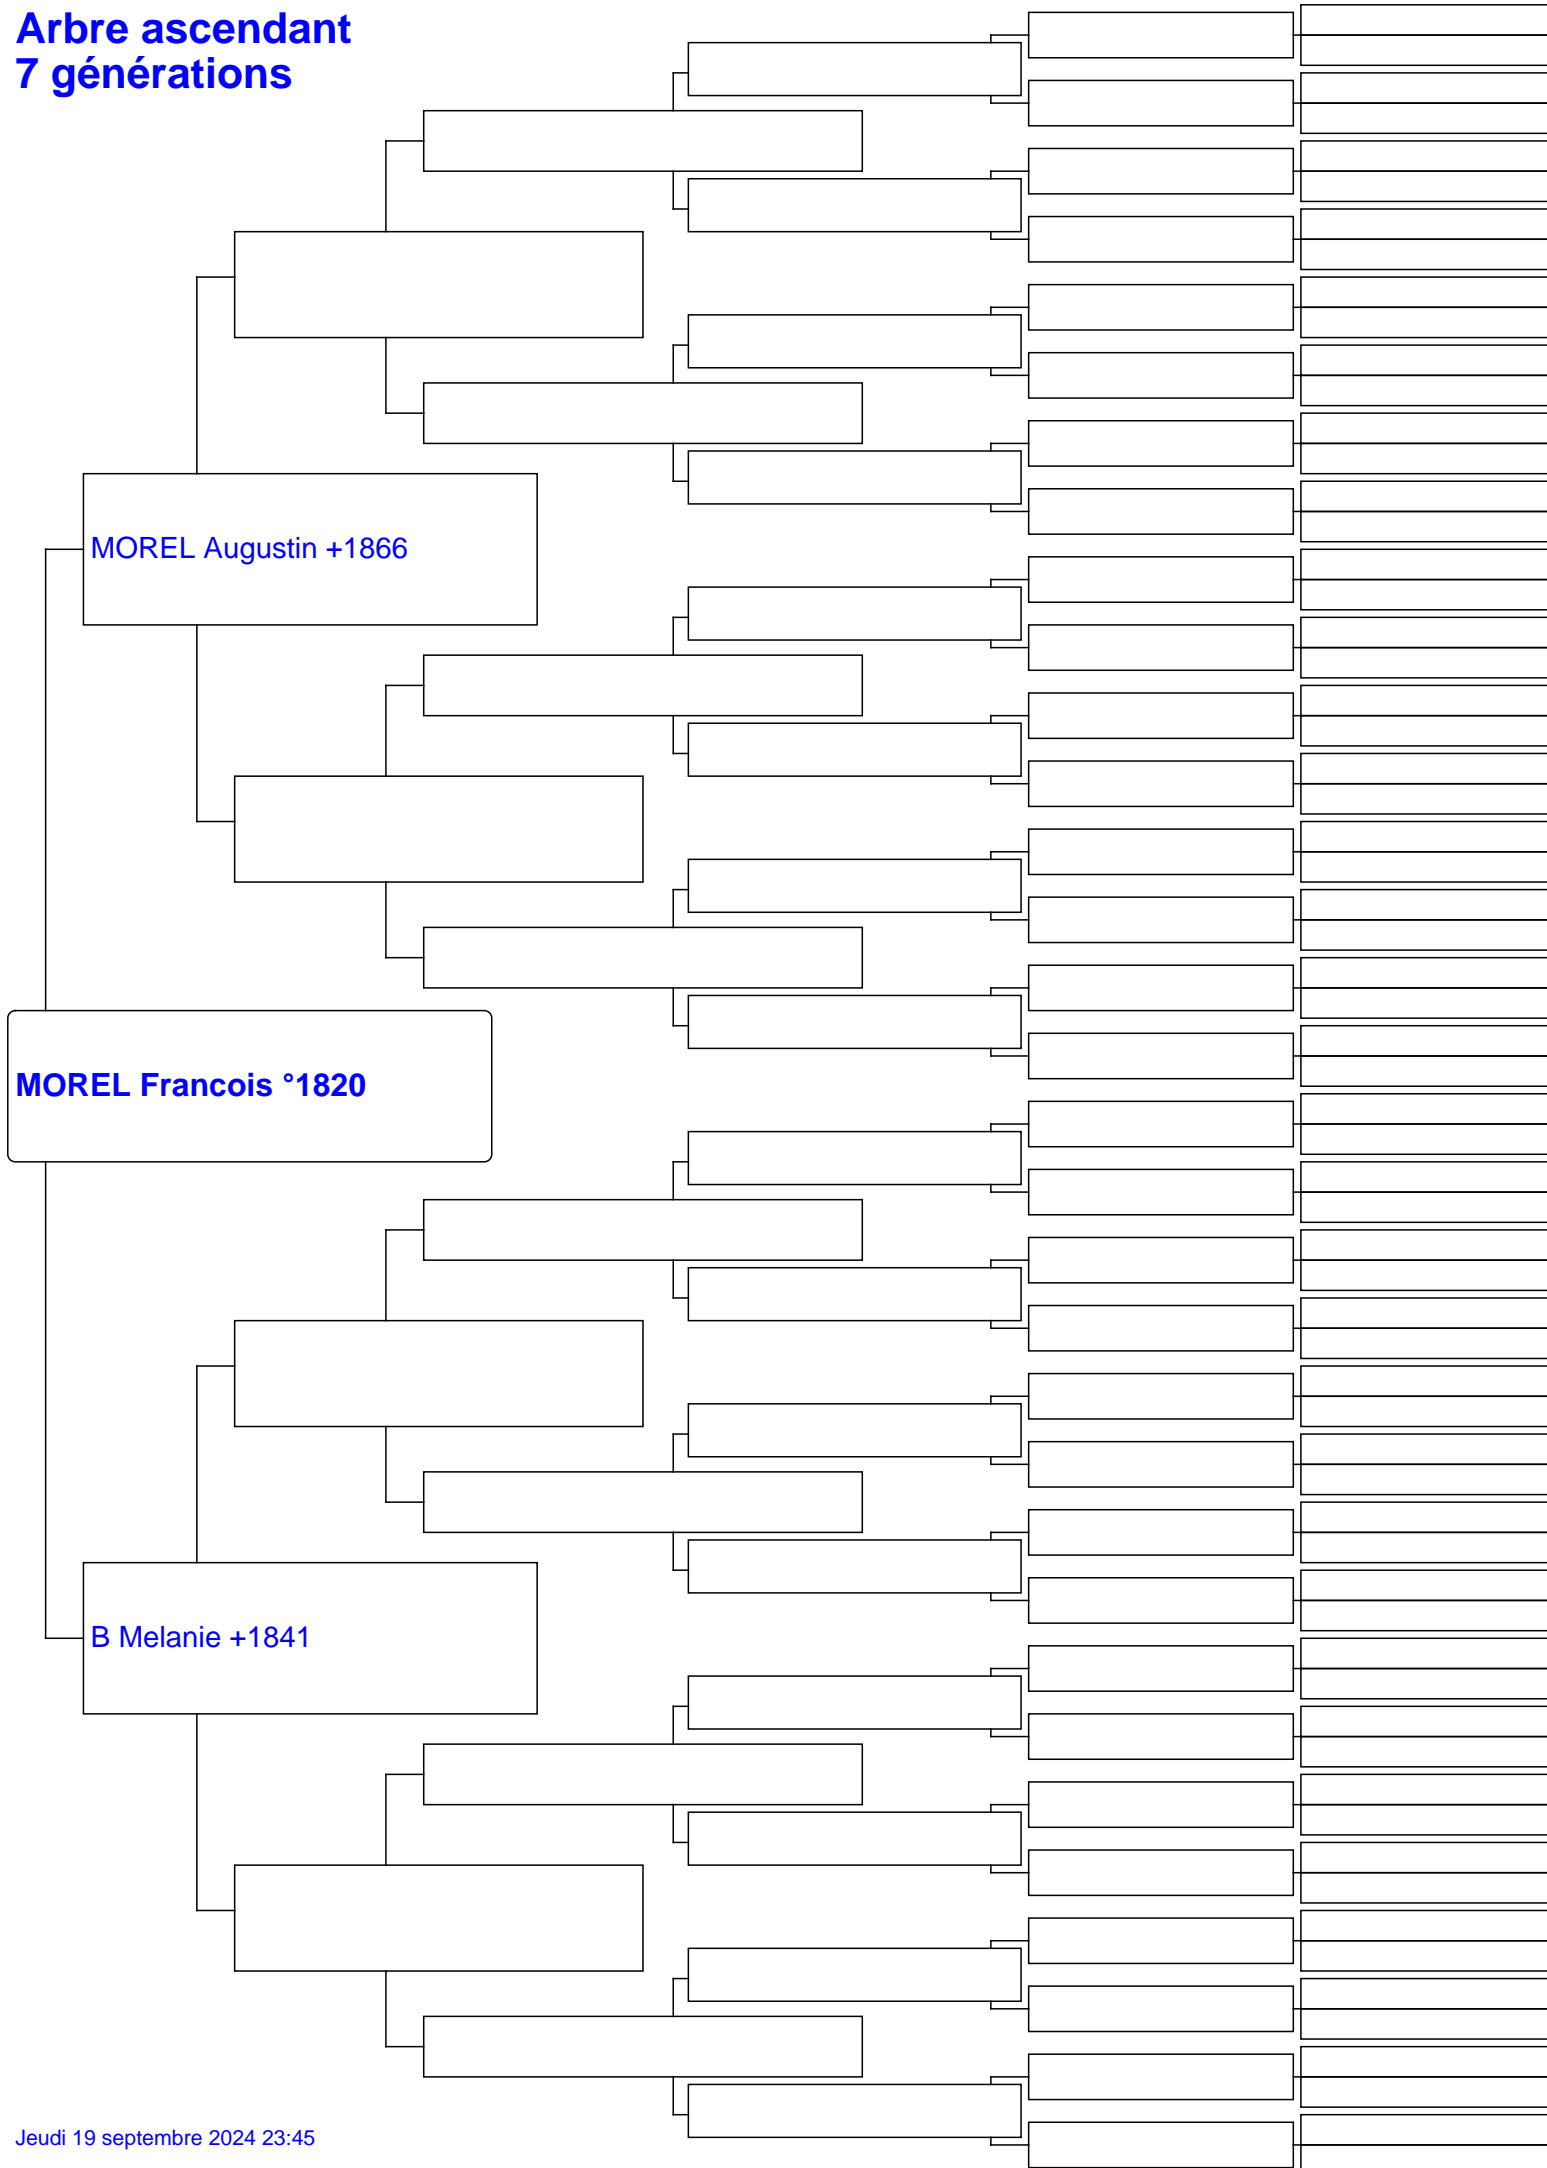 Arbre ascendant
7 générations
MOREL Augustin +1866
MOREL Francois °1820
B Melanie +1841
Jeudi 19 septembre 2024 23:45